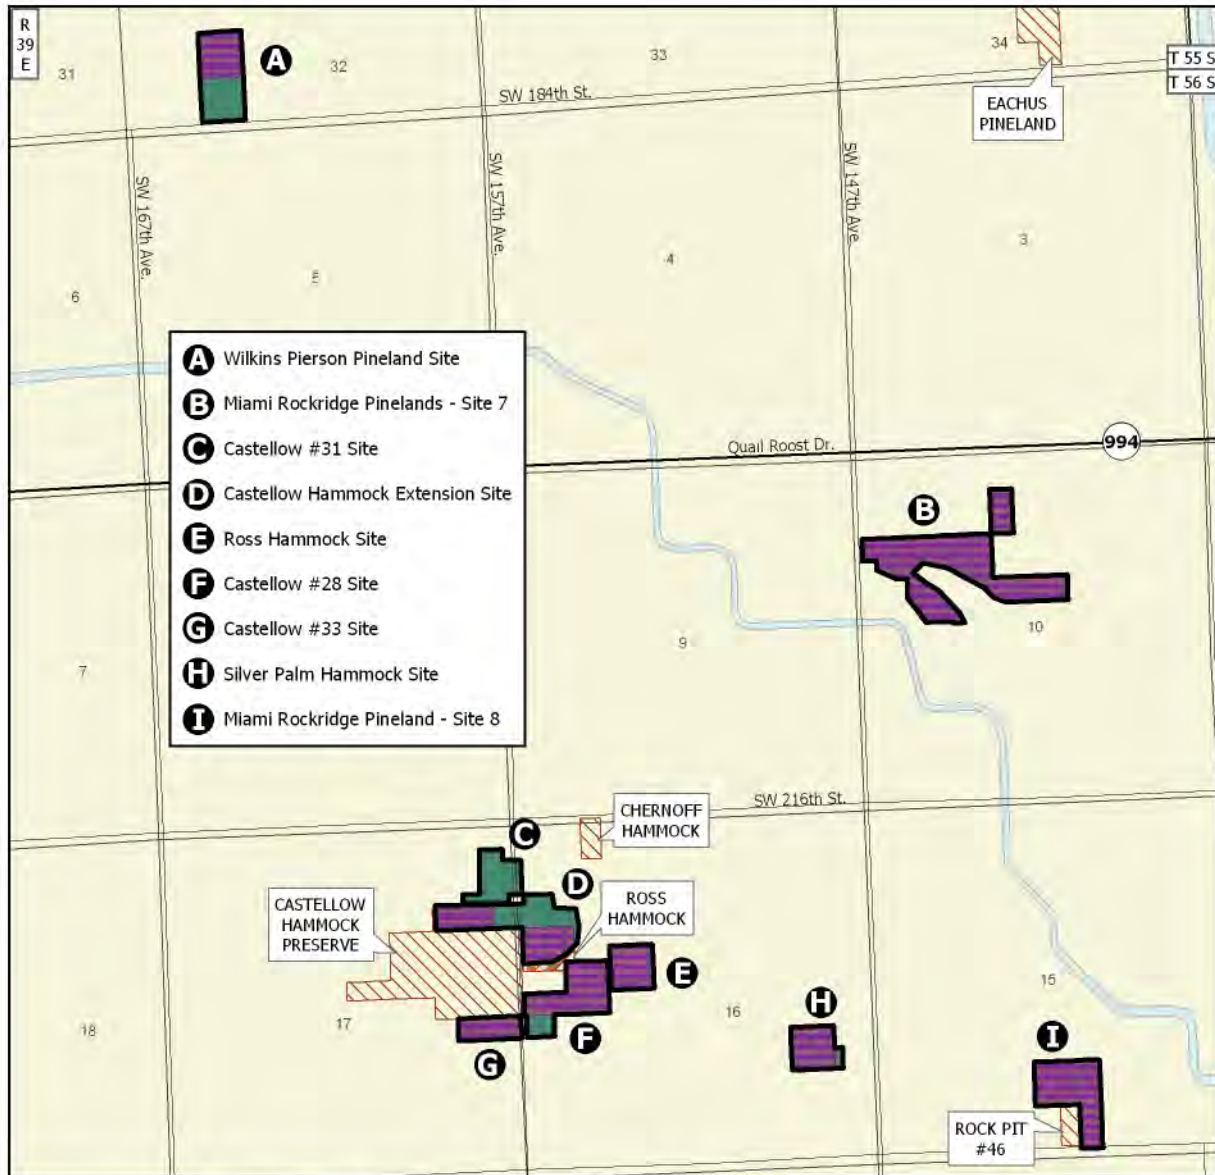 R
39
E
31
A
32
33
34
T 55 S
T 56 S
SW 184th St.
EACHUS
PINELAND
SW 167th Ave.
SW 157th Ave.
SW 147th Ave.
6
5
4
3
A Wilkins Pierson Pineland Site
B Miami Rockridge Pinelands - Site 7
C Castellow #31 Site
D Castellow Hammock Extension Site
E Ross Hammock Site
F Castellow #28 Site
G Castellow #33 Site
H Silver Palm Hammock Site
I Miami Rockridge Pineland - Site 8
Quail Roost Dr.
994
B
7
9
10
SW 216th St.
CHERNOFF
HAMMOCK
C
D
CASTELLOW
HAMMOCK
PRESERVE
ROSS
HAMMOCK
E
18
17
16
15
H
F
G
I
ROCK PIT
#46